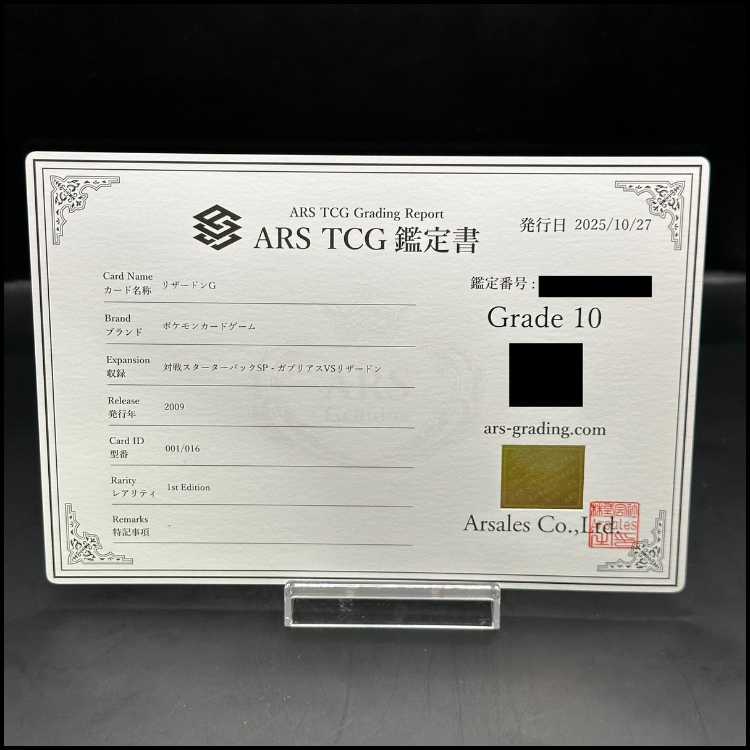 ARS TCG Grading Report
ARS TCG 鑑定書
発行日 2025/10/27
Card Name
カード名称 リザードンG
Brand
ブランド ポケモンカードゲーム
Expansion
収録 対戦スターターパックSP - ガブリアスVSリザードン
Release
発行年 2009
Card ID
型番 001/016
Rarity
レアリティ 1st Edition
Remarks
特記事項
鑑定番号 :
Grade 10
ars-grading.com
Arsales Co.,Ltd.
ARS
Grading